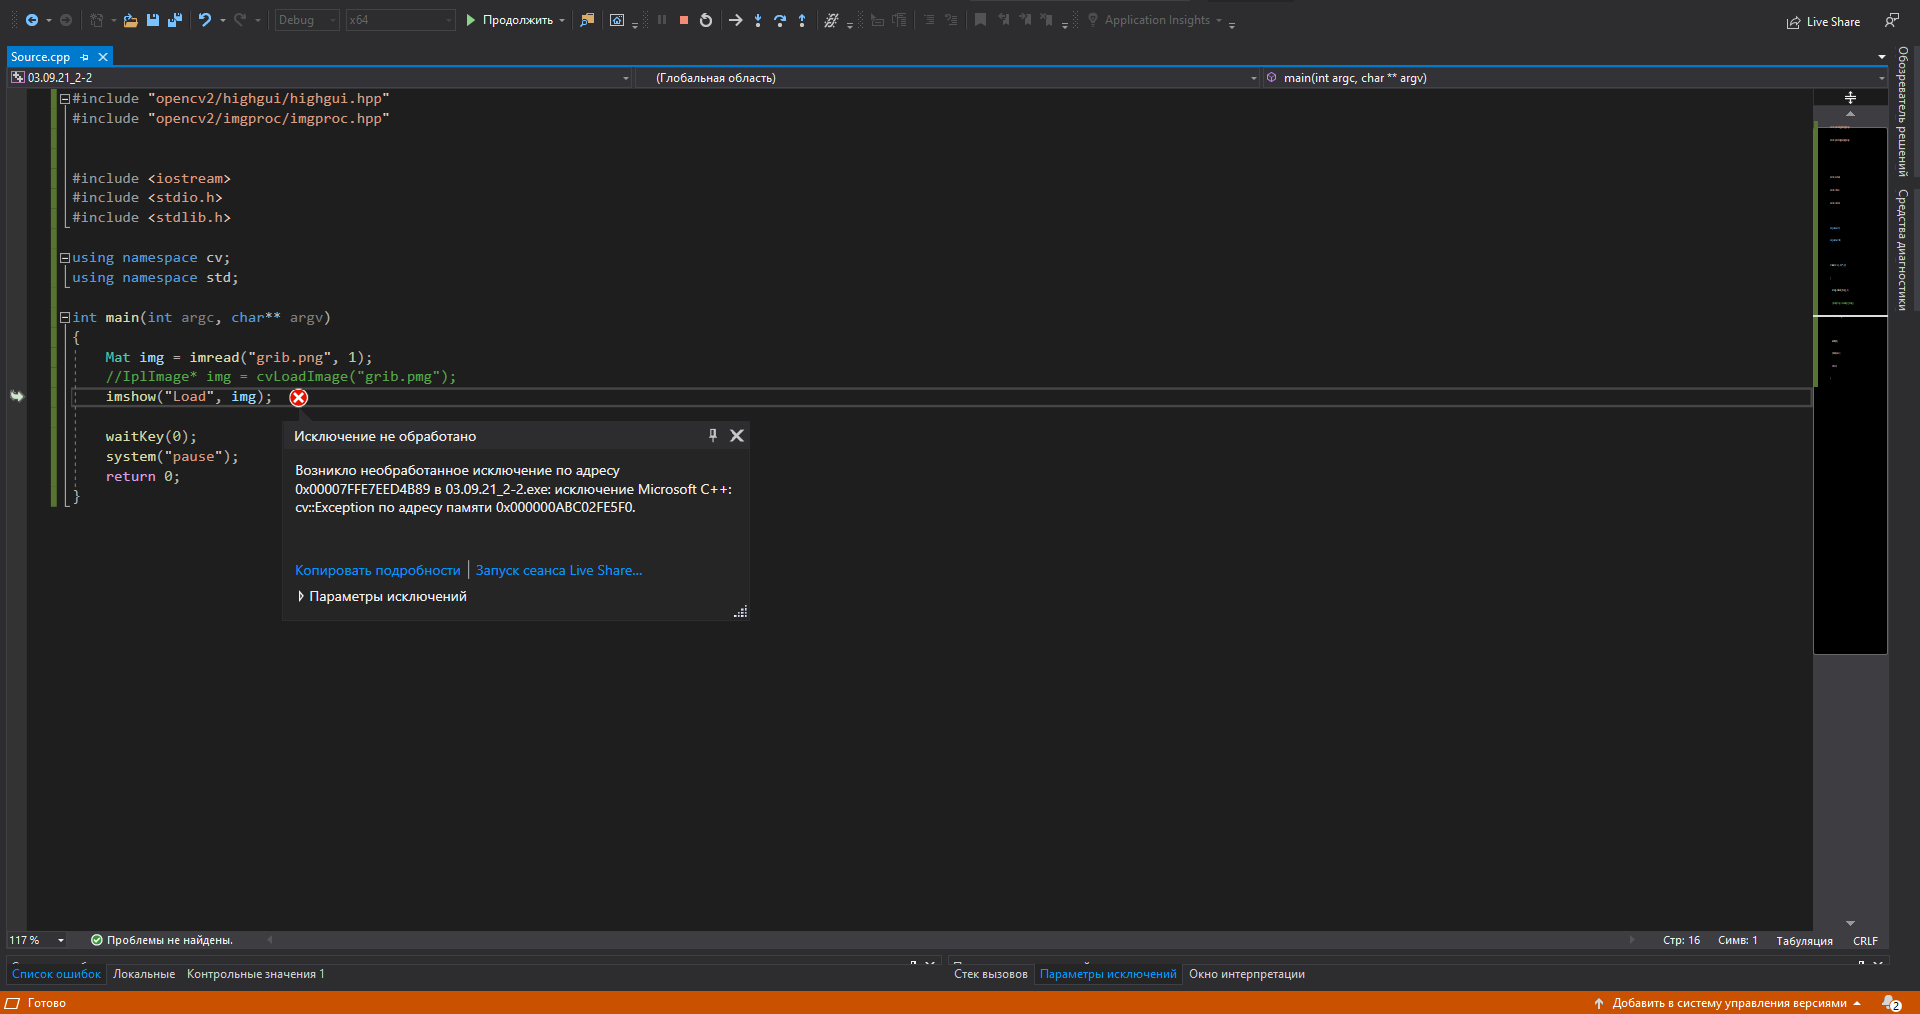 Debug
x64
Продолжить
Application Insights
Live Share
Source.cpp
03.09.21_2-2
(Глобальная область)
main(int argc, char ** argv)
#include "opencv2/highgui/highgui.hpp"
#include "opencv2/imgproc/imgproc.hpp"
#include <iostream>
#include <stdio.h>
#include <stdlib.h>
using namespace cv;
using namespace std;
int main(int argc, char** argv)
{
Mat img = imread("grib.png", 1);
//IplImage* img = cvLoadImage("grib.pmg");
imshow("Load", img);
waitKey(0);
system("pause");
return 0;
}
Исключение не обработано
Возникло необработанное исключение по адресу
0x00007FFE7EED4B89 в 03.09.21_2-2.exe: исключение Microsoft C++:
cv::Exception по адресу памяти 0x000000ABC02FE5F0.
Копировать подробности
Запуск сеанса Live Share...
Параметры исключений
Обозреватель решений
Средства диагностики
117 %
Проблемы не найдены.
Стр: 16
Симв: 1
Табуляция
CRLF
Список ошибок
Локальные
Контрольные значения 1
Стек вызовов
Параметры исключений
Окно интерпретации
Готово
Добавить в систему управления версиями
2